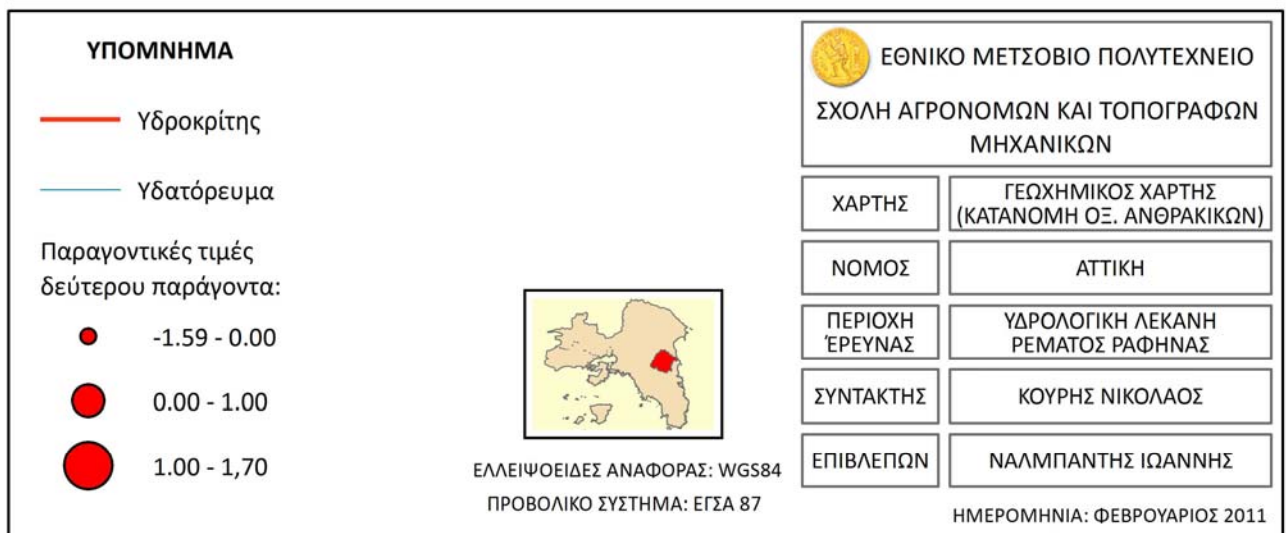 ΥΠΟΜΝΗΜΑ
Υδροκρίτης
Υδατόρευμα
Παραγοντικές τιμές
δεύτερου παράγοντα:
-1.59 - 0.00
0.00 - 1.00
1.00 - 1,70
ΕΛΛΕΙΨΟΕΙΔΕΣ ΑΝΑΦΟΡΑΣ: WGS84
ΠΡΟΒΟΛΙΚΟ ΣΥΣΤΗΜΑ: ΕΓΣΑ 87
ΕΘΝΙΚΟ ΜΕΤΣΟΒΙΟ ΠΟΛΥΤΕΧΝΕΙΟ
ΣΧΟΛΗ ΑΓΡΟΝΟΜΩΝ ΚΑΙ ΤΟΠΟΓΡΑΦΩΝ
ΜΗΧΑΝΙΚΩΝ
ΧΑΡΤΗΣ
ΓΕΩΧΗΜΙΚΟΣ ΧΑΡΤΗΣ
(ΚΑΤΑΝΟΜΗ ΟΞ. ΑΝΘΡΑΚΙΚΩΝ)
ΝΟΜΟΣ
ΑΤΤΙΚΗ
ΠΕΡΙΟΧΗ
ΈΡΕΥΝΑΣ
ΥΔΡΟΛΟΓΙΚΗ ΛΕΚΑΝΗ
ΡΕΜΑΤΟΣ ΡΑΦΗΝΑΣ
ΣΥΝΤΑΚΤΗΣ
ΚΟΥΡΗΣ ΝΙΚΟΛΑΟΣ
ΕΠΙΒΛΕΠΩΝ
ΝΑΛΜΠΑΝΤΗΣ ΙΩΑΝΝΗΣ
ΗΜΕΡΟΜΗΝΙΑ: ΦΕΒΡΟΥΑΡΙΟΣ 2011